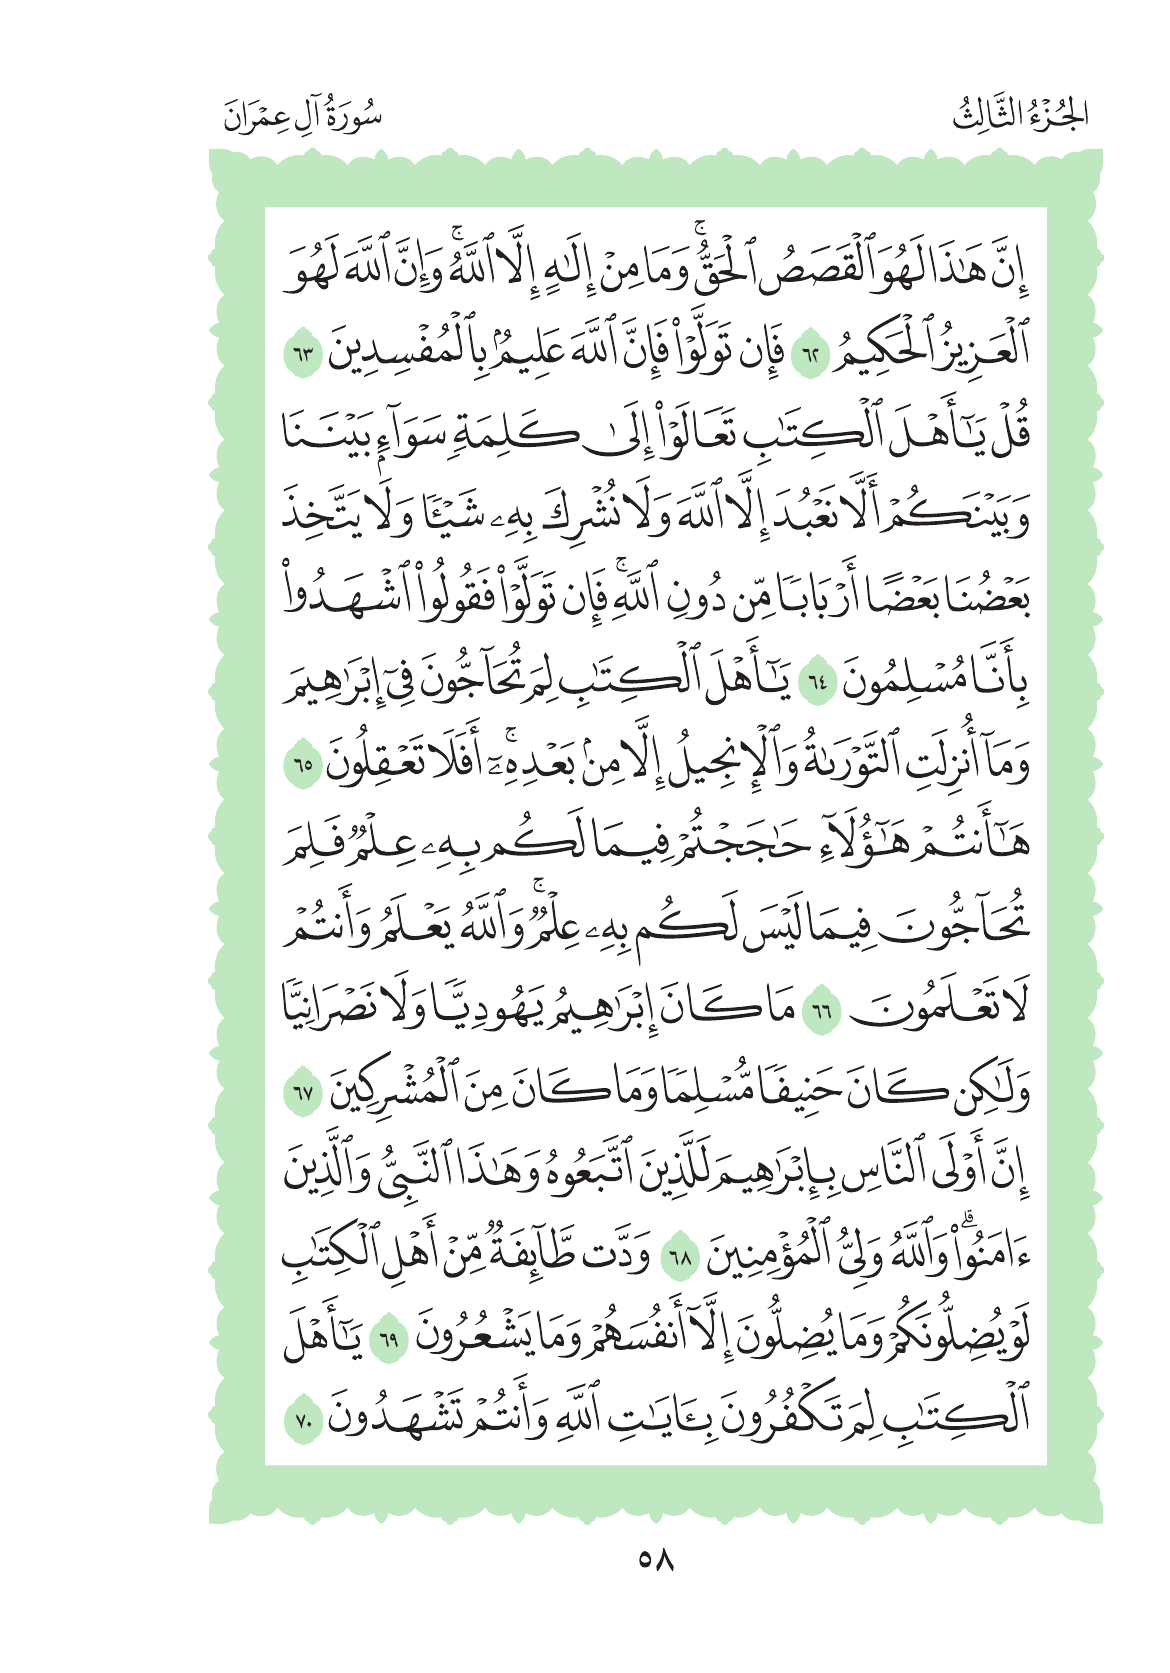 الجُزْءُ الثَّالِثُ
سُورَةُ آلِ عِمْرَانَ
إِنَّ هَٰذَا لَهُوَ ٱلْقَصَصُ ٱلْحَقُّۚ وَمَا مِنْ إِلَٰهٍ إِلَّا ٱللَّهُۚ وَإِنَّ ٱللَّهَ لَهُوَ
ٱلْعَزِيزُ ٱلْحَكِيمُ ٦٢ فَإِن تَوَلَّوْا۟ فَإِنَّ ٱللَّهَ عَلِيمٌۢ بِٱلْمُفْسِدِينَ ٦٣
قُلْ يَٰٓأَهْلَ ٱلْكِتَٰبِ تَعَالَوْا۟ إِلَىٰ كَلِمَةٍ سَوَآءٍۭ بَيْنَنَا
وَبَيْنَكُمْ أَلَّا نَعْبُدَ إِلَّا ٱللَّهَ وَلَا نُشْرِكَ بِهِۦ شَيْـًٔا وَلَا يَتَّخِذَ
بَعْضُنَا بَعْضًا أَرْبَابًا مِّن دُونِ ٱللَّهِۚ فَإِن تَوَلَّوْا۟ فَقُولُوا۟ ٱشْهَدُوا۟
بِأَنَّا مُسْلِمُونَ ٦٤ يَٰٓأَهْلَ ٱلْكِتَٰبِ لِمَ تُحَآجُّونَ فِىٓ إِبْرَٰهِيمَ
وَمَآ أُنزِلَتِ ٱلتَّوْرَىٰةُ وَٱلْإِنجِيلُ إِلَّا مِنۢ بَعْدِهِۦٓۚ أَفَلَا تَعْقِلُونَ ٦٥
هَٰٓأَنتُمْ هَٰٓؤُلَآءِ حَٰجَجْتُمْ فِيمَا لَكُم بِهِۦ عِلْمٌ فَلِمَ
تُحَآجُّونَ فِيمَا لَيْسَ لَكُم بِهِۦ عِلْمٌۚ وَٱللَّهُ يَعْلَمُ وَأَنتُمْ
لَا تَعْلَمُونَ ٦٦ مَا كَانَ إِبْرَٰهِيمُ يَهُودِيًّا وَلَا نَصْرَانِيًّا
وَلَٰكِن كَانَ حَنِيفًا مُّسْلِمًا وَمَا كَانَ مِنَ ٱلْمُشْرِكِينَ ٦٧
إِنَّ أَوْلَى ٱلنَّاسِ بِإِبْرَٰهِيمَ لَلَّذِينَ ٱتَّبَعُوهُ وَهَٰذَا ٱلنَّبِىُّ وَٱلَّذِينَ
ءَامَنُوا۟ۗ وَٱللَّهُ وَلِىُّ ٱلْمُؤْمِنِينَ ٦٨ وَدَّت طَّآئِفَةٌ مِّنْ أَهْلِ ٱلْكِتَٰبِ
لَوْ يُضِلُّونَكُمْ وَمَا يُضِلُّونَ إِلَّآ أَنفُسَهُمْ وَمَا يَشْعُرُونَ ٦٩ يَٰٓأَهْلَ
ٱلْكِتَٰبِ لِمَ تَكْفُرُونَ بِـَٔايَٰتِ ٱللَّهِ وَأَنتُمْ تَشْهَدُونَ ٧٠
٥٨